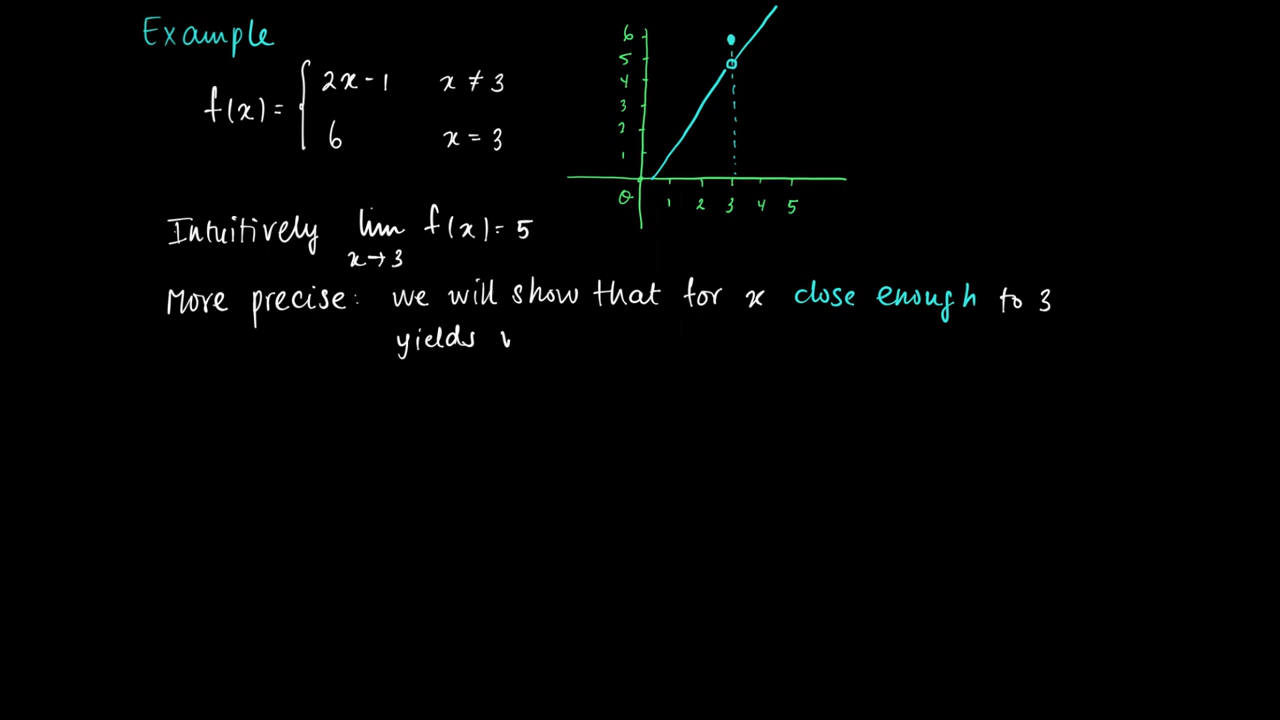 Example
f(x) = { 2x - 1 x ≠ 3
6 x = 3
6
5
4
3
2
1
0 1 2 3 4 5
Intuitively lim f(x) = 5
x → 3
More precise: we will show that for x close enough to 3
yields